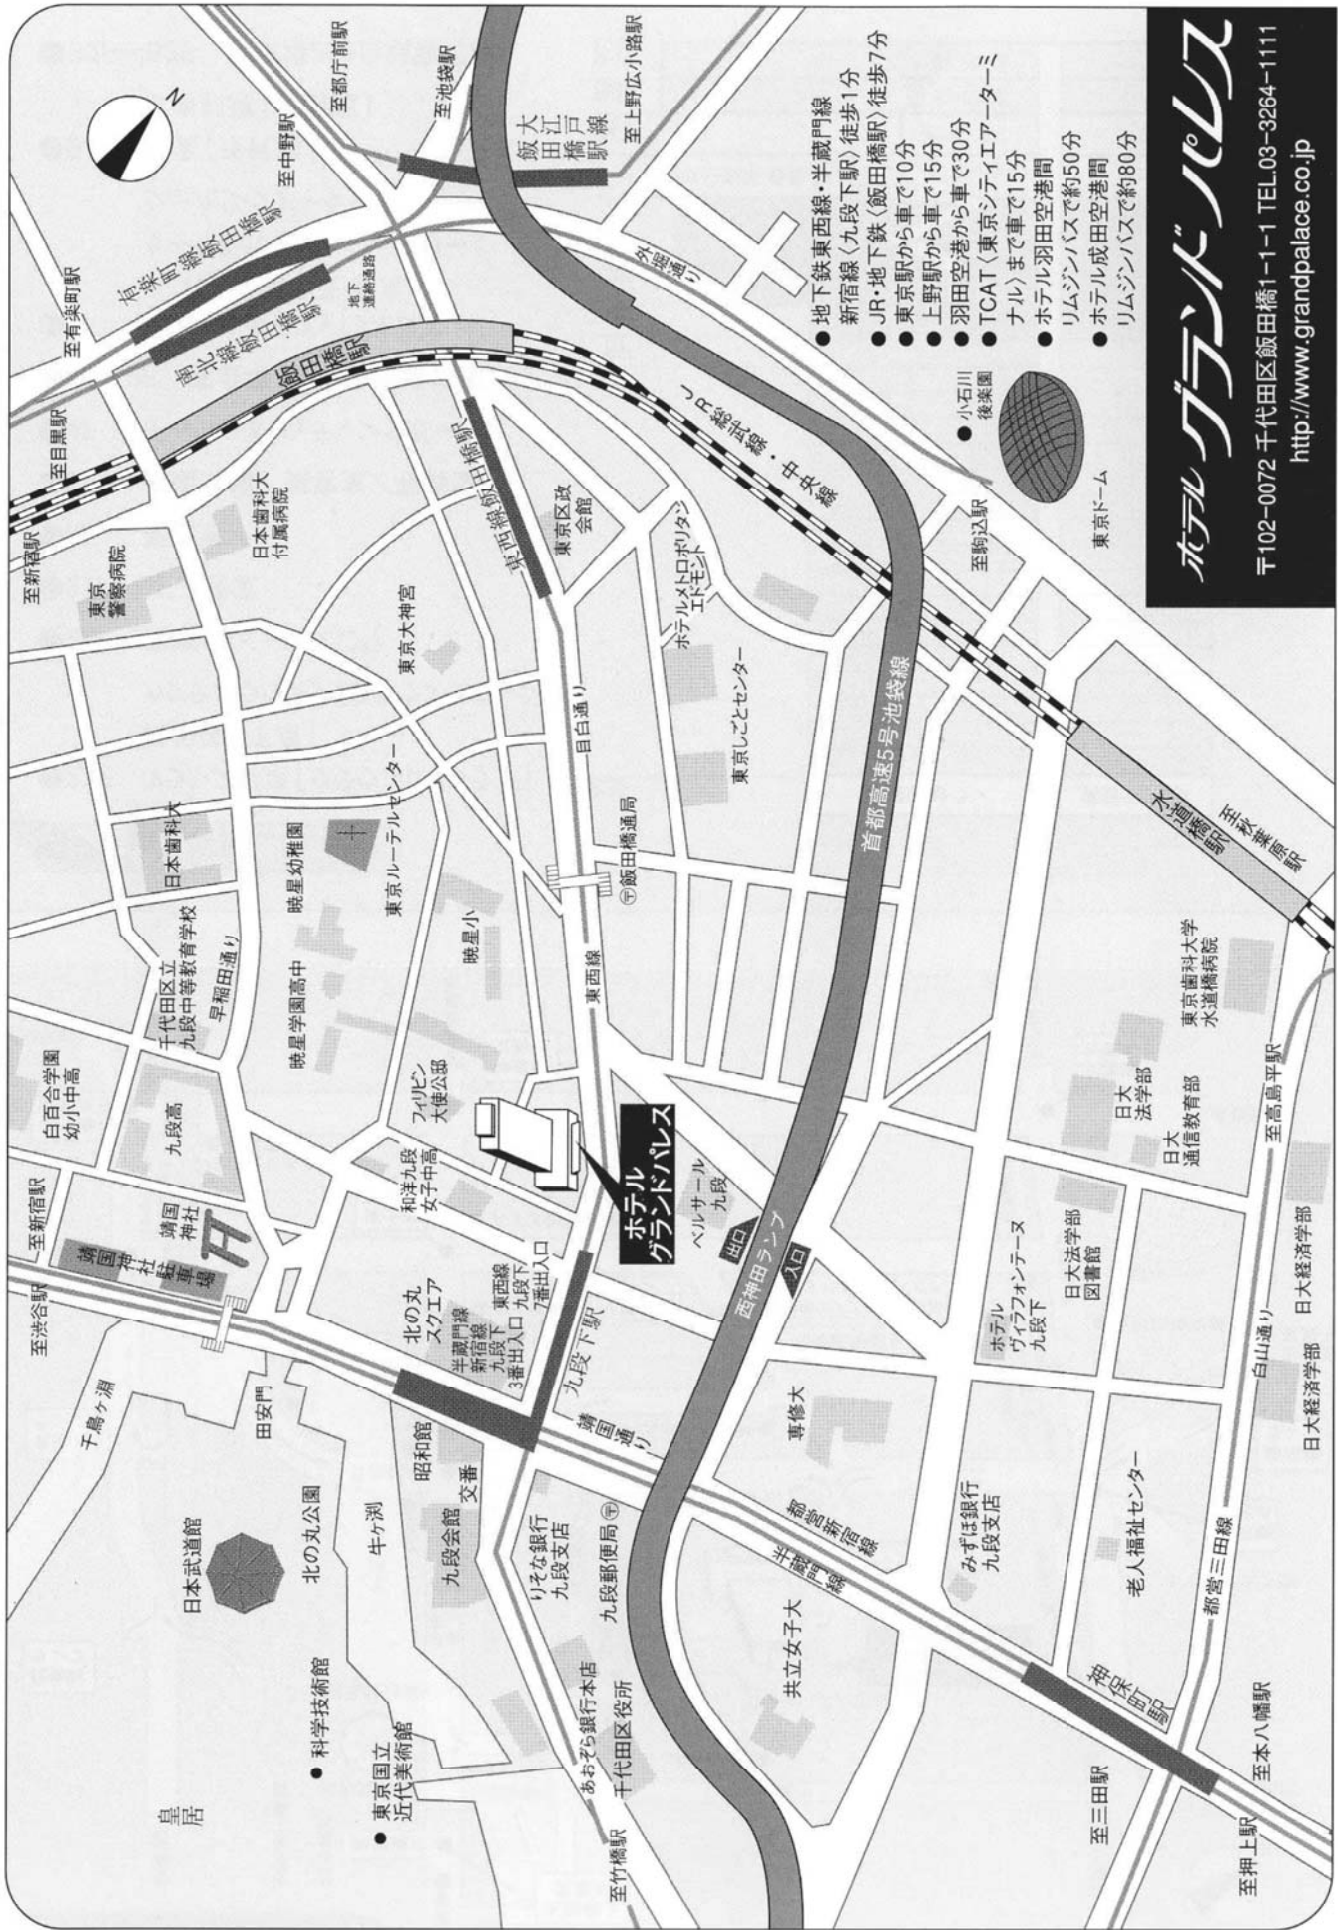 ホテル グランドパレス
〒102-0072 千代田区飯田橋1-1-1 TEL.03-3264-1111
http://www.grandpalace.co.jp
●地下鉄東西線・半蔵門線
新宿線〈九段下駅〉徒歩1分
●JR・地下鉄〈飯田橋駅〉徒歩7分
●東京駅から車で10分
●上野駅から車で15分
●羽田空港から車で30分
●TCAT〈東京シティエアーターミ
ナル〉まで車で15分
●ホテル羽田空港間
リムジンバスで約50分
●ホテル成田空港間
リムジンバスで約80分
N
至中野駅
至都庁前駅
至池袋駅
大江戸線
飯田橋駅
至上野広小路駅
至有楽町駅
有楽町線飯田橋駅
南北線飯田橋駅
地下
連絡通路
飯田橋駅
外堀通り
至目黒駅
至新宿駅
東京
警察病院
日本歯科大
付属病院
東京大神宮
東西線飯田橋駅
東京区政
会館
ホテルメトロポリタン
エドモント
JR総武線・中央線
●小石川
後楽園
東京ドーム
至駒込駅
目白通り
東京しごとセンター
首都高速5号池袋線
水道橋駅
至秋葉原駅
日本歯科大
暁星幼稚園
東京ルーテルセンター
〒飯田橋通局
千代田区立
九段中等教育学校
早稲田通り
暁星学園高中
暁星小
東西線
東京歯科大学
水道橋病院
白百合学園
幼小中高
九段高
フィリピン
大使公邸
和洋九段
女子中高
ホテル
グランドパレス
ベルサール
九段
出口
西神田ランプ
入口
日大
法学部
日大
通信教育部
至高島平駅
至新宿駅
至渋谷駅
靖国
神社
靖国神社駐車場
北の丸
スクエア
半蔵門線
新宿線
九段下
3番出入口
東西線
九段下
7番出入口
九段下駅
靖国通り
ホテル
ヴィラフォンテーヌ
九段下
日大法学部
図書館
日大経済学部
白山通り
日大経済学部
千鳥ヶ淵
田安門
昭和館
交番
九段会館
牛ヶ渕
北の丸公園
日本武道館
りそな銀行
九段支店
九段郵便局〒
専修大
都営新宿線
半蔵門線
みずほ銀行
九段支店
老人福祉センター
都営三田線
●科学技術館
●東京国立
近代美術館
皇居
あおぞら銀行本店
千代田区役所
至竹橋駅
共立女子大
神保町駅
至三田駅
至本八幡駅
至押上駅